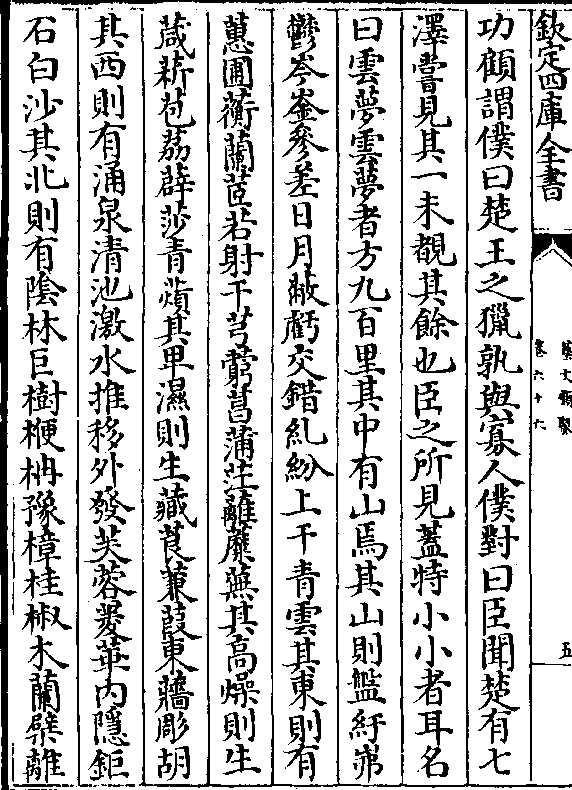 欽定四庫全書
藝文類聚
卷六十六
五
功顧謂僕曰楚王之獵孰與寡人僕對曰臣聞楚有七
澤嘗見其一未覩其餘也臣之所見蓋特小小者耳名
曰雲夢雲夢者方九百里其中有山焉其山則盤紆岪
鬱岑崟參差日月蔽虧交錯糺紛上干青雲其東則有
蕙圃蘅蘭茝若射干芎藭菖蒲茳蘺蘪蕪其高燥則生
葴菥苞荔薜莎青薠其卑濕則生藏莨蒹葭東蘠彫胡
其西則有涌泉清池激水推移外發芙蓉菱華内隱鉅
石白沙其北則有陰林巨樹楩柟豫樟桂椒木蘭檗離